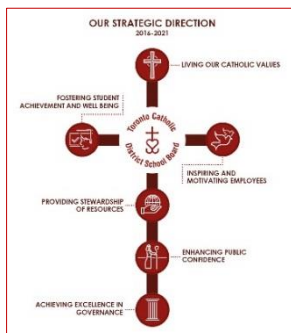 OUR STRATEGIC DIRECTION
2016-2021
LIVING OUR CATHOLIC VALUES
FOSTERING STUDENT
ACHIEVEMENT AND WELL BEING
Toronto Catholic
District School Board
INSPIRING AND
MOTIVATING EMPLOYEES
PROVIDING STEWARDSHIP
OF RESOURCES
ENHANCING PUBLIC
CONFIDENCE
ACHIEVING EXCELLENCE IN
GOVERNANCE